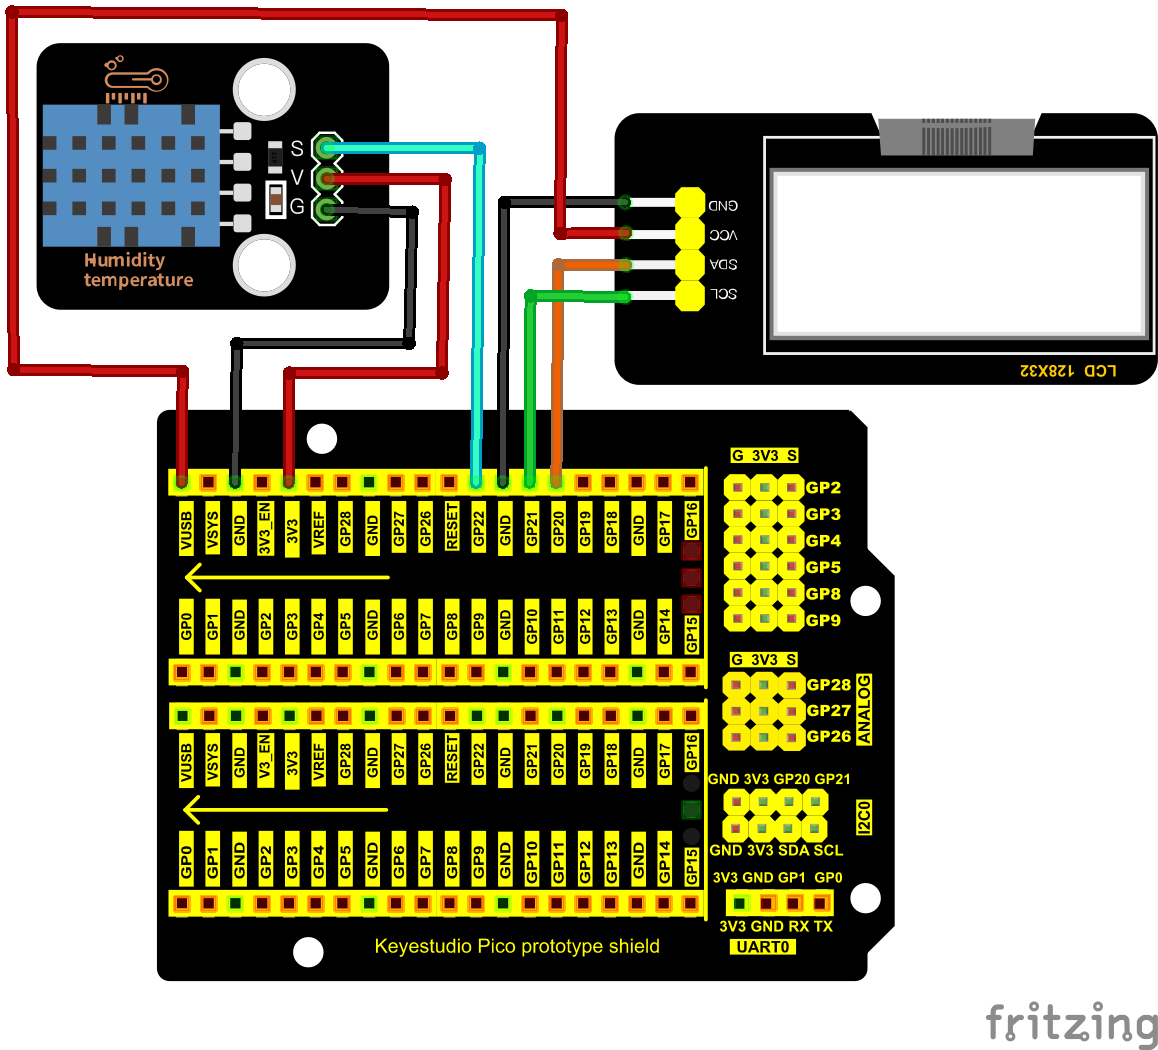 S
V
G
Humidity
temperature
GND
VCC
SDA
SCL
LCD 128X32
G 3V3 S
GP2
GP3
GP4
GP5
GP8
GP9
VUSB VSYS GND 3V3_EN 3V3 VREF GP28 GND GP27 GP26 RESET GP22 GND GP21 GP20 GP19 GP18 GND GP17 GP16
GP0 GP1 GND GP2 GP3 GP4 GP5 GND GP6 GP7 GP8 GP9 GND GP10 GP11 GP12 GP13 GND GP14 GP15
G 3V3 S
GP28
GP27
GP26
ANALOG
VUSB VSYS GND V3_EN 3V3 VREF GP28 GND GP27 GP26 RESET GP22 GND GP21 GP20 GP19 GP18 GND GP17 GP16
GP0 GP1 GND GP2 GP3 GP4 GP5 GND GP6 GP7 GP8 GP9 GND GP10 GP11 GP12 GP13 GND GP14 GP15
GND 3V3 GP20 GP21
I2C0
GND 3V3 SDA SCL
3V3 GND GP1 GP0
3V3 GND RX TX
UART0
Keyestudio Pico prototype shield
fritzing